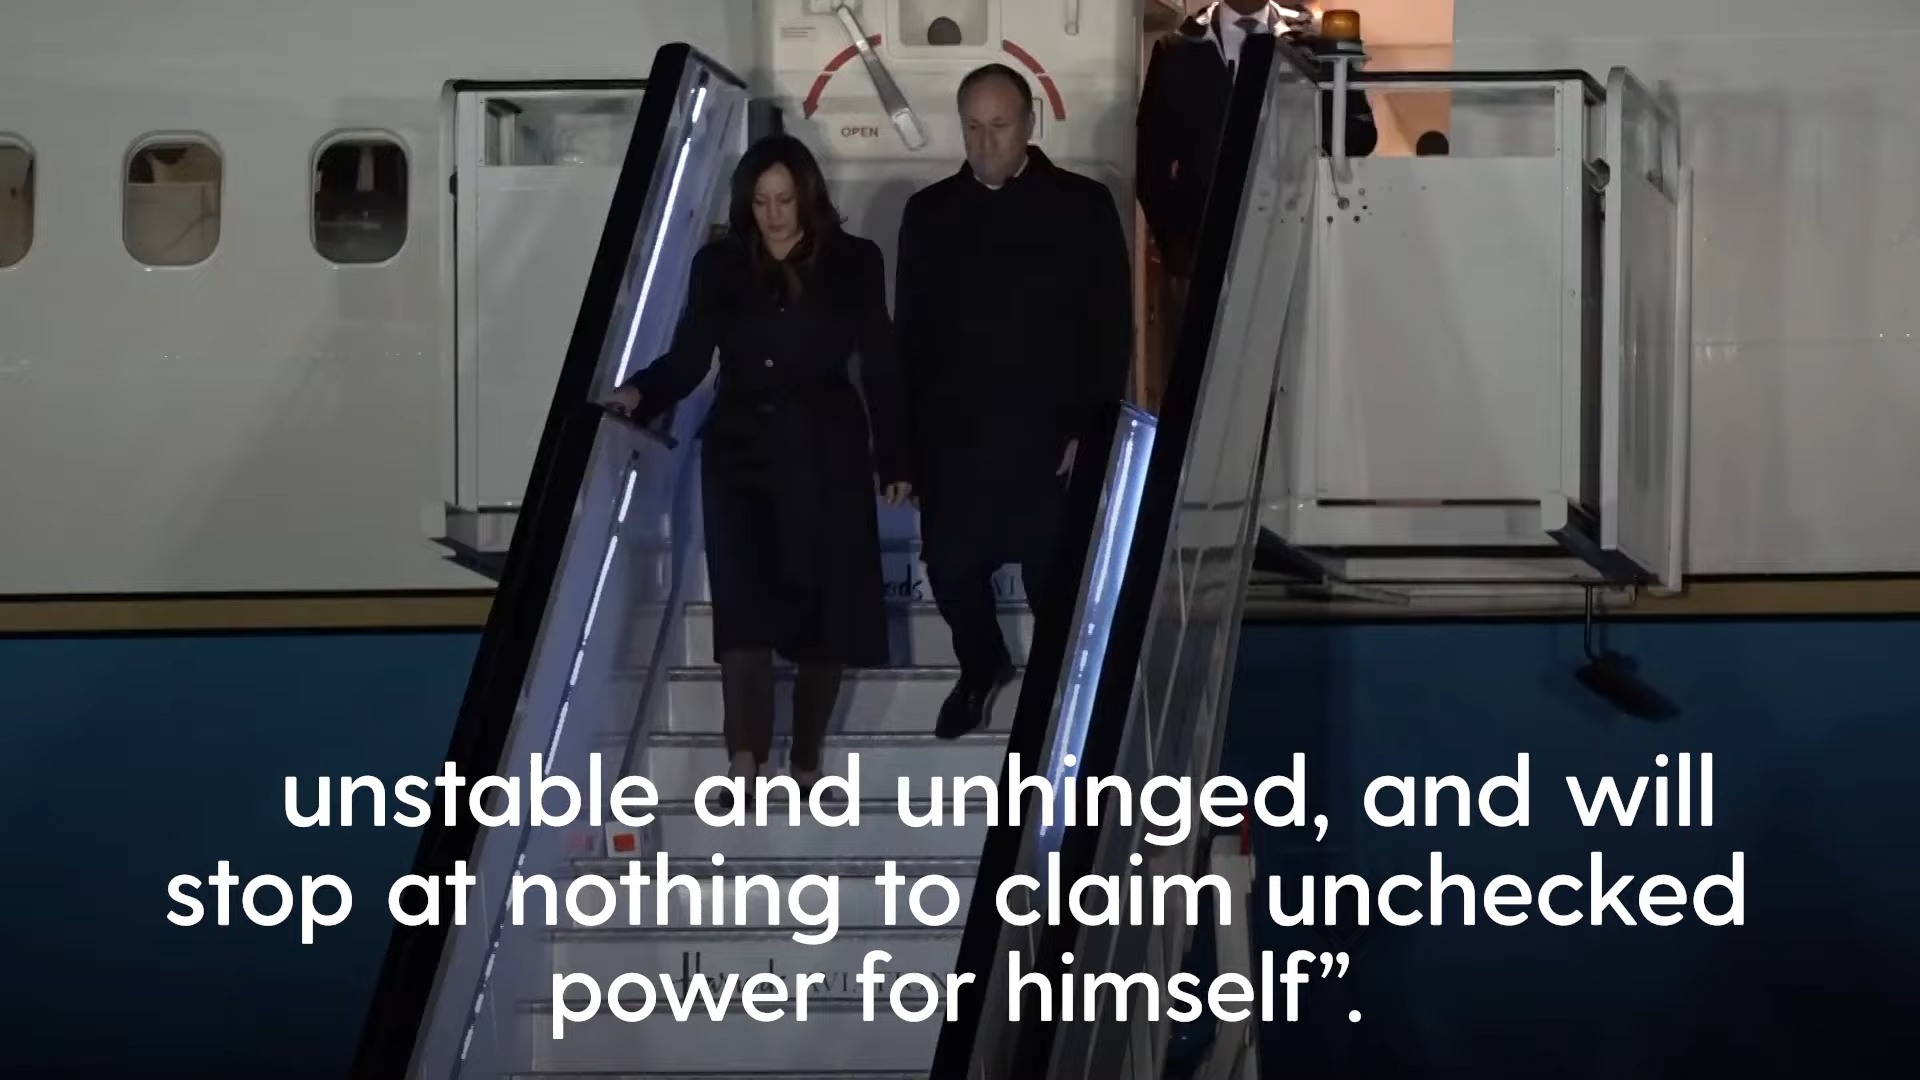 OPEN
unstable and unhinged, and will
stop at nothing to claim unchecked
power for himself”.